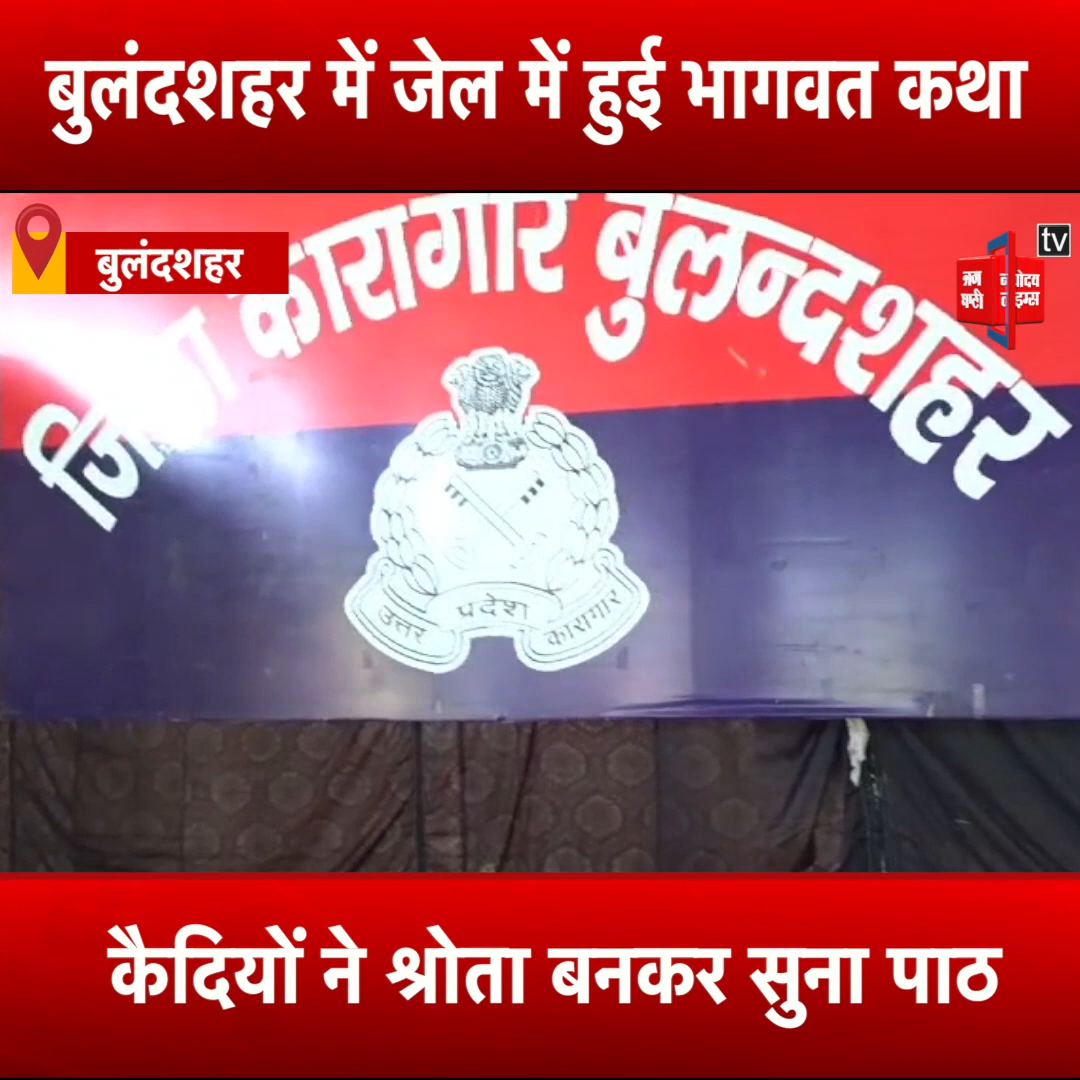 बुलंदशहर में जेल में हुई भागवत कथा
बुलंदशहर
tv
जिला कारागार बुलन्दशहर
उत्तर प्रदेश कारागार
कैदियों ने श्रोता बनकर सुना पाठ